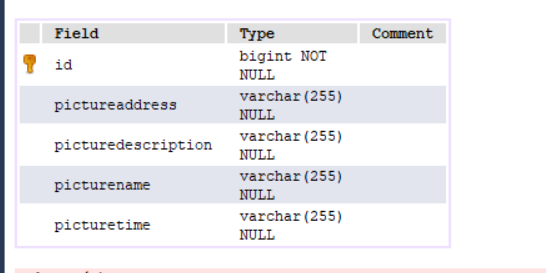 Field Type Comment
id bigint NOT
NULL
pictureaddress varchar(255)
NULL
picturedescription varchar(255)
NULL
picturename varchar(255)
NULL
picturetime varchar(255)
NULL